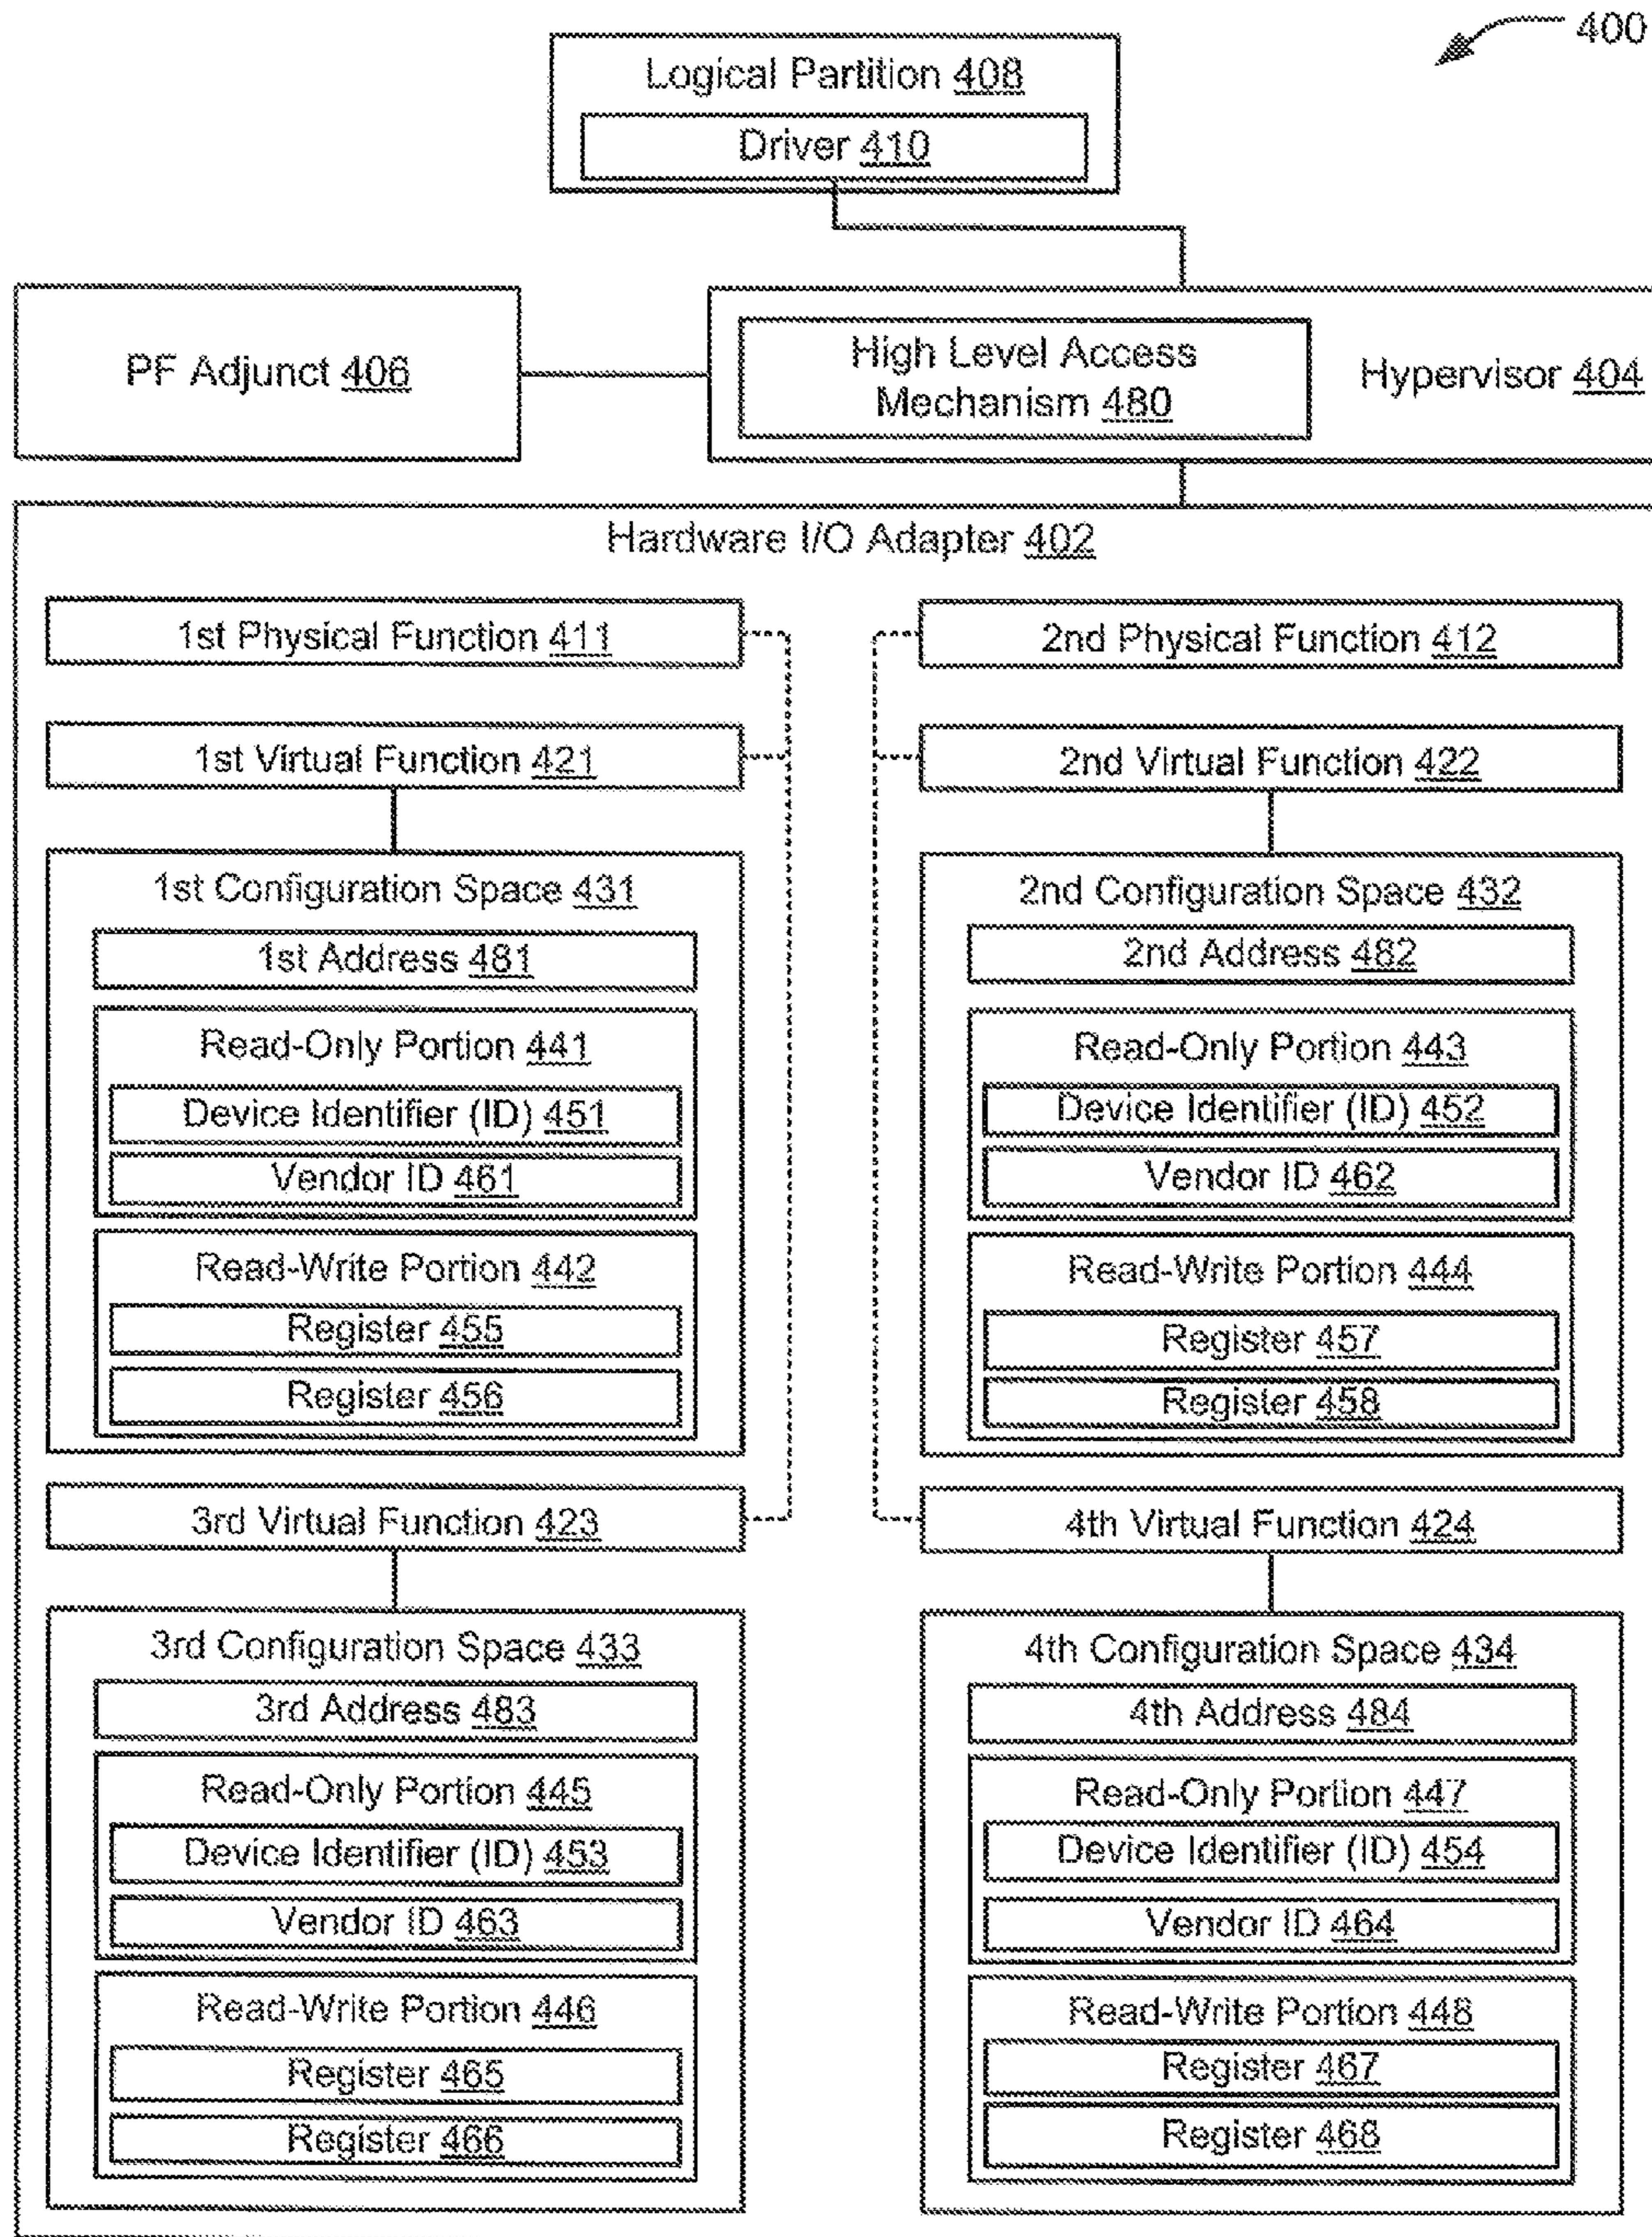 400
Logical Partition 408
Driver 410
PF Adjunct 406
High Level Access
Mechanism 480
Hypervisor 404
Hardware I/O Adapter 402
1st Physical Function 411
2nd Physical Function 412
1st Virtual Function 421
2nd Virtual Function 422
1st Configuration Space 431
1st Address 481
Read-Only Portion 441
Device Identifier (ID) 451
Vendor ID 461
Read-Write Portion 442
Register 455
Register 456
2nd Configuration Space 432
2nd Address 482
Read-Only Portion 443
Device Identifier (ID) 452
Vendor ID 462
Read-Write Portion 444
Register 457
Register 458
3rd Virtual Function 423
4th Virtual Function 424
3rd Configuration Space 433
3rd Address 483
Read-Only Portion 445
Device Identifier (ID) 453
Vendor ID 463
Read-Write Portion 446
Register 465
Register 466
4th Configuration Space 434
4th Address 484
Read-Only Portion 447
Device Identifier (ID) 454
Vendor ID 464
Read-Write Portion 448
Register 467
Register 468